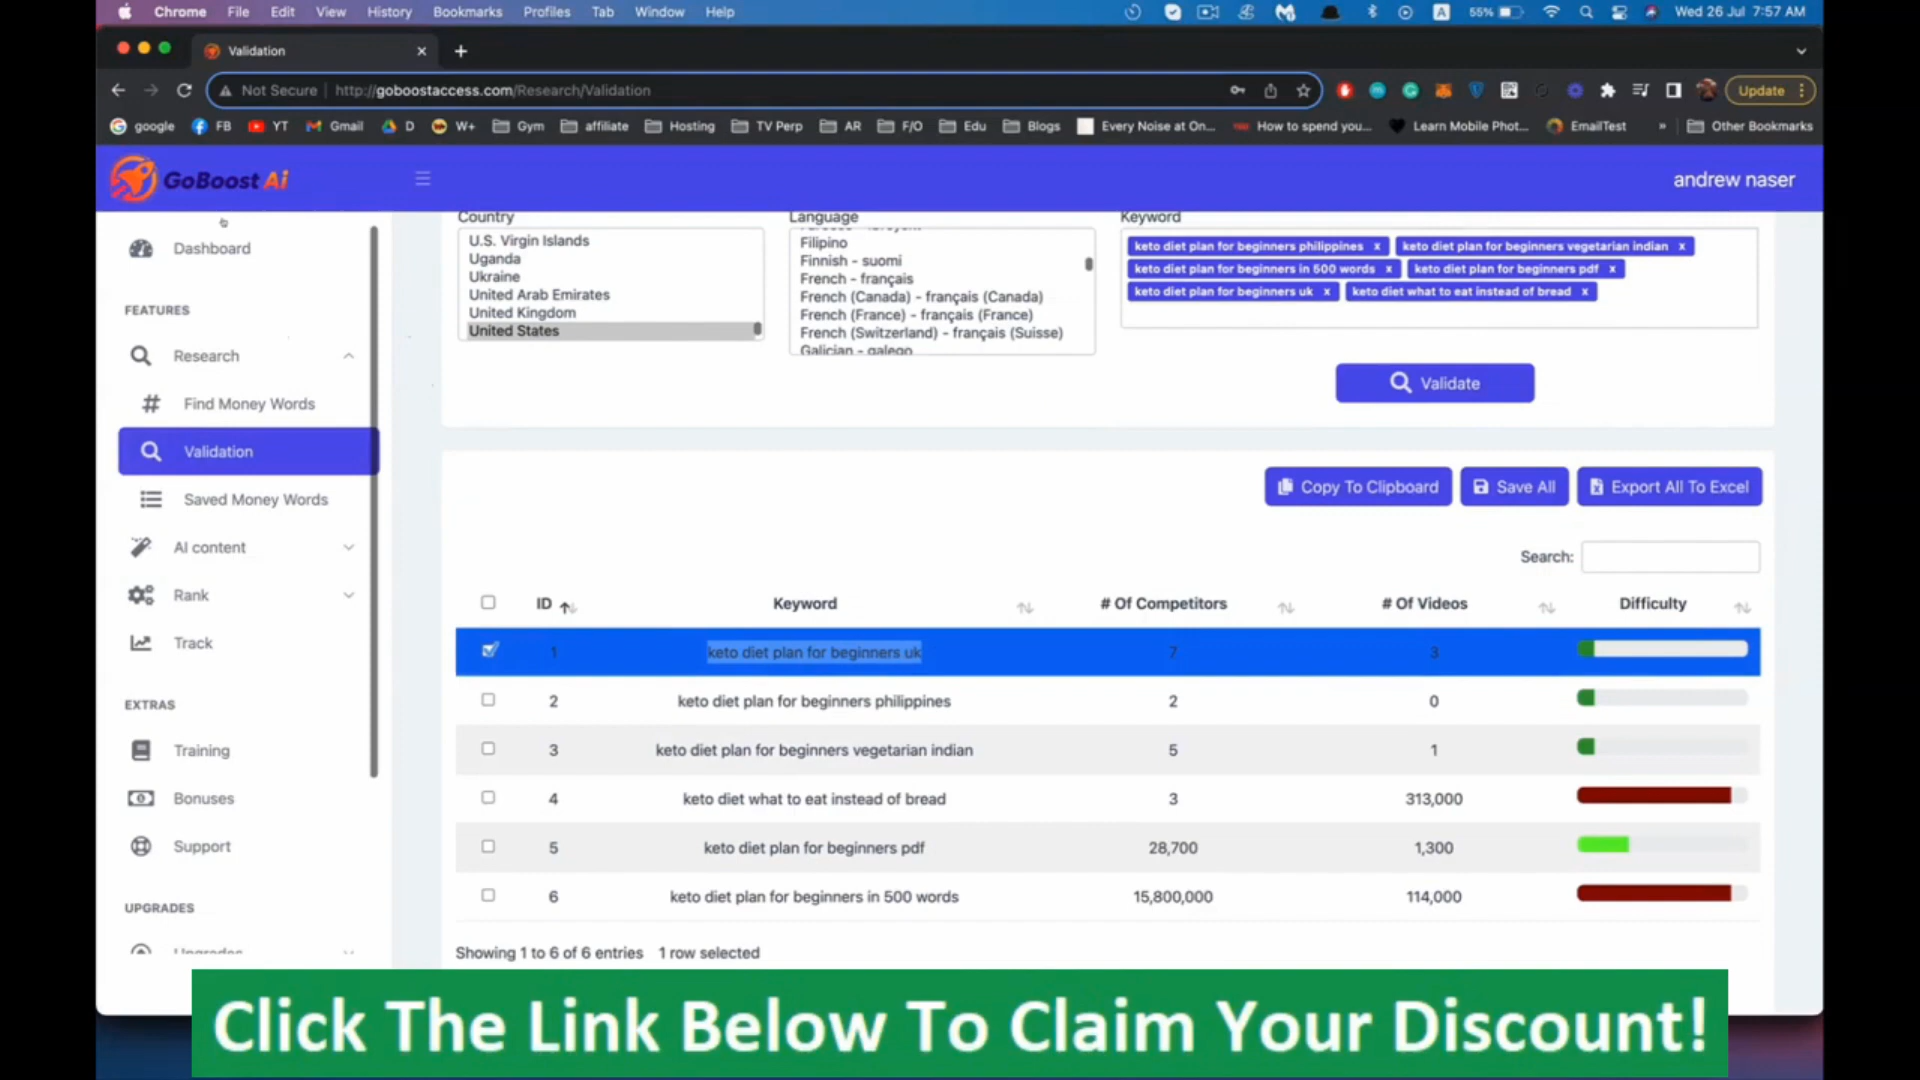 Chrome File Edit View History Bookmarks Profiles Tab Window Help A 55% Wed 26 Jul 7:57 AM
Validation
Not Secure http://goboostaccess.com/Research/Validation Update
google FB YT Gmail D W+ Gym affiliate Hosting TV Perp AR F/O Edu Blogs Every Noise at On... How to spend you... Learn Mobile Phot... EmailTest » Other Bookmarks
GoBoost Ai andrew naser
Dashboard
FEATURES
Research
Find Money Words
Validation
Saved Money Words
AI content
Rank
Track
EXTRAS
Training
Bonuses
Support
UPGRADES
Upgrades
Country
U.S. Virgin Islands
Uganda
Ukraine
United Arab Emirates
United Kingdom
United States
Language
Filipino
Finnish - suomi
French - français
French (Canada) - français (Canada)
French (France) - français (France)
French (Switzerland) - français (Suisse)
Galician - galego
Keyword
keto diet plan for beginners philippines x keto diet plan for beginners vegetarian indian x
keto diet plan for beginners in 500 words x keto diet plan for beginners pdf x
keto diet plan for beginners uk x keto diet what to eat instead of bread x
Validate
Copy To Clipboard Save All Export All To Excel
Search:
ID Keyword # Of Competitors # Of Videos Difficulty
1 keto diet plan for beginners uk 7 3
2 keto diet plan for beginners philippines 2 0
3 keto diet plan for beginners vegetarian indian 5 1
4 keto diet what to eat instead of bread 3 313,000
5 keto diet plan for beginners pdf 28,700 1,300
6 keto diet plan for beginners in 500 words 15,800,000 114,000
Showing 1 to 6 of 6 entries 1 row selected
Click The Link Below To Claim Your Discount!